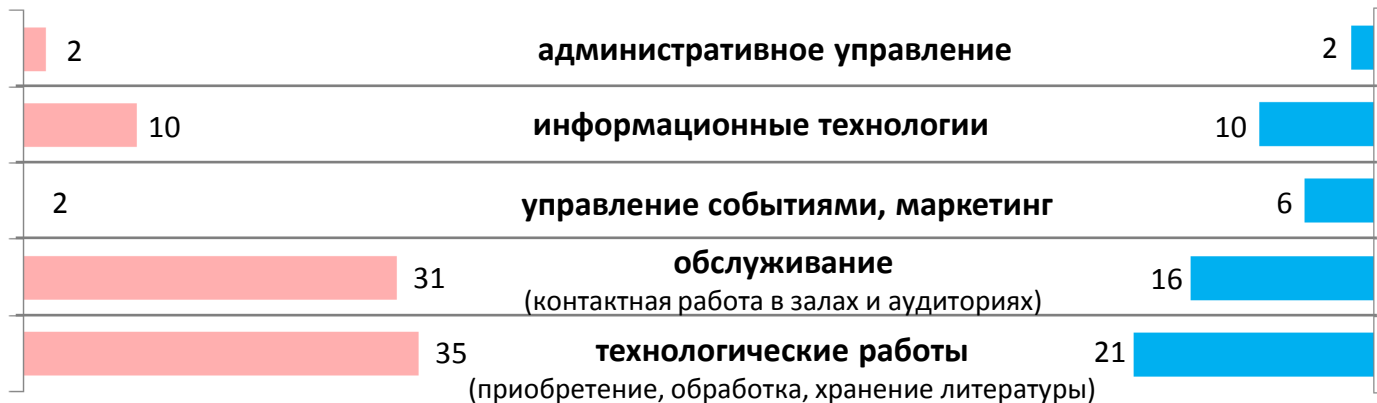 2 административное управление 2
10 информационные технологии 10
2 управление событиями, маркетинг 6
31 обслуживание 16
(контактная работа в залах и аудиториях)
35 технологические работы 21
(приобретение, обработка, хранение литературы)